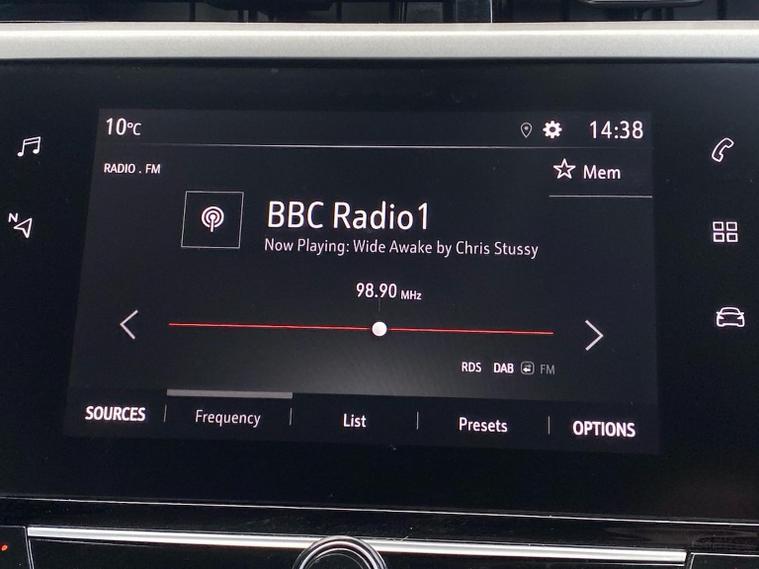 10°C
14:38
RADIO . FM
Mem
BBC Radio1
Now Playing: Wide Awake by Chris Stussy
98.90 MHz
RDS DAB FM
SOURCES Frequency List Presets OPTIONS
N